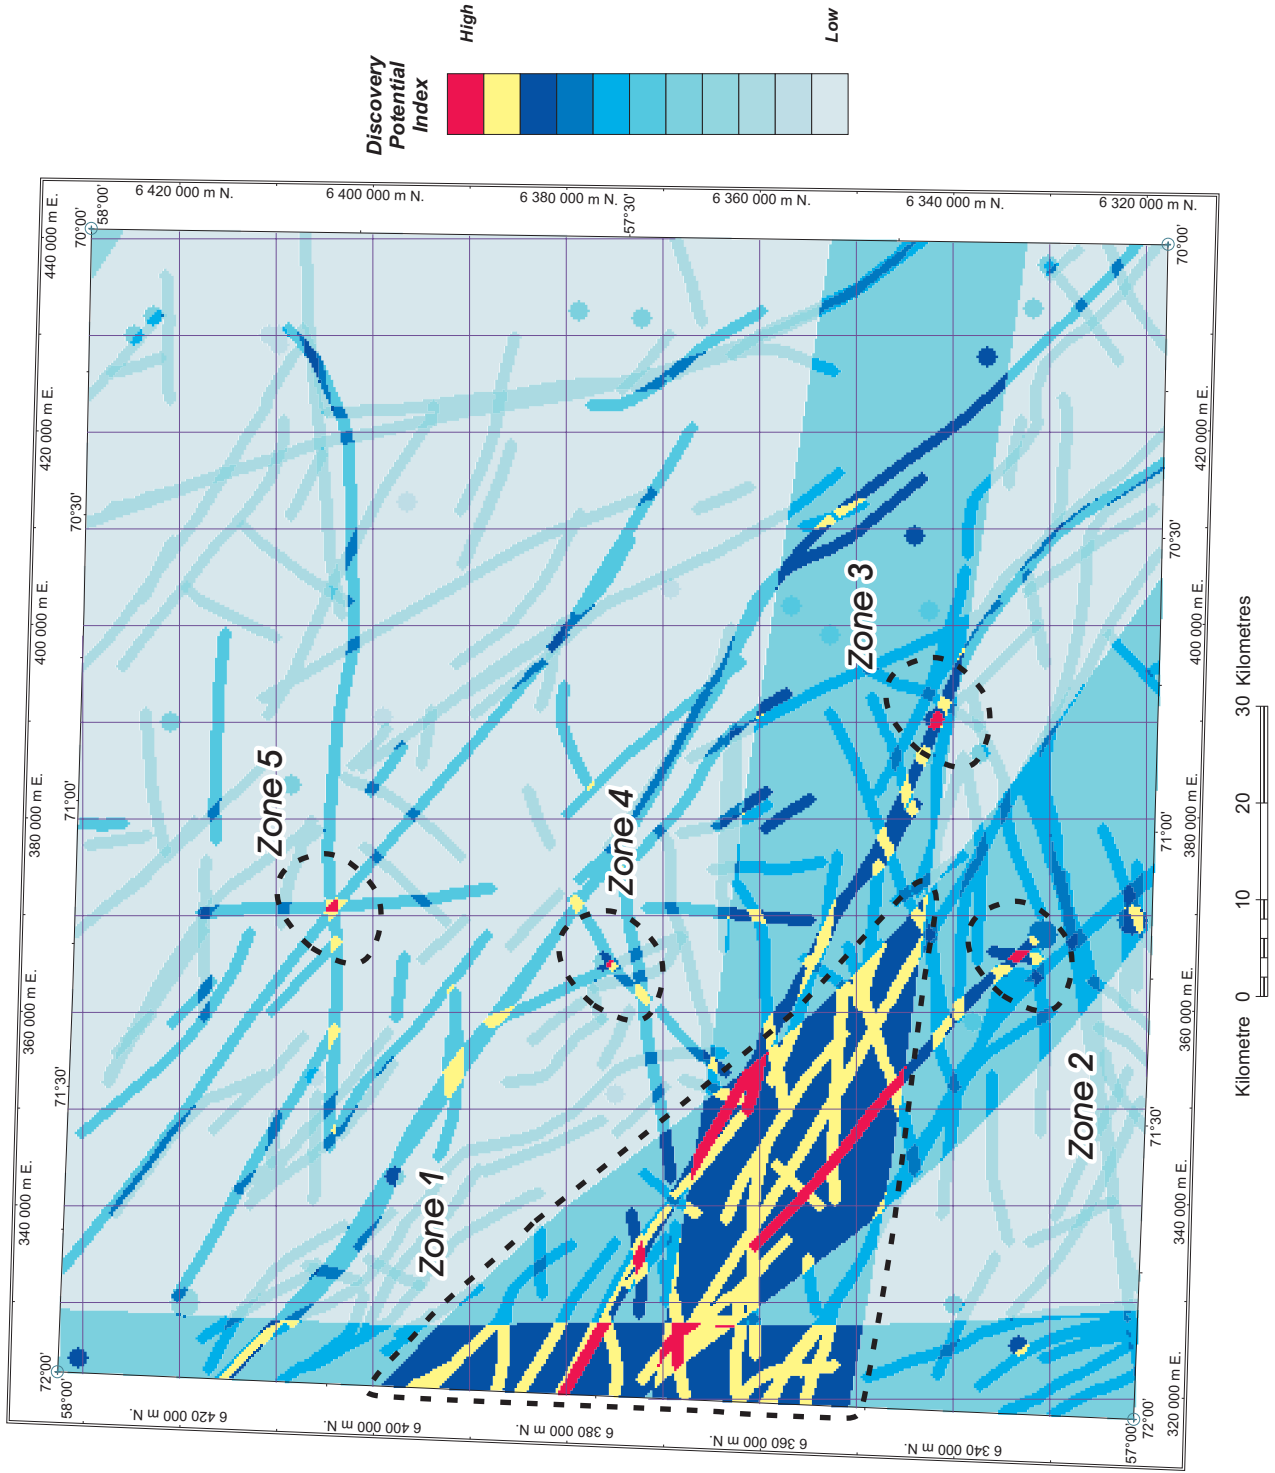 Discovery
Potential
Index
High
Low
440 000 m E.
420 000 m E.
400 000 m E.
380 000 m E.
360 000 m E.
340 000 m E.
70°00'
58°00'
6 420 000 m N.
6 400 000 m N.
6 380 000 m N.
57°30'
6 360 000 m N.
6 340 000 m N.
6 320 000 m N.
70°00'
70°30'
71°00'
71°30'
72°00'
58°00'
Zone 5
Zone 4
Zone 3
Zone 1
Zone 2
420 000 m E.
70°30'
400 000 m E.
71°00'
380 000 m E.
360 000 m E.
71°30'
340 000 m E.
320 000 m E.
72°00'
57°00'
6 420 000 m N.
6 400 000 m N.
6 380 000 m N.
6 360 000 m N.
6 340 000 m N.
Kilometre 0 10 20 30 Kilometres